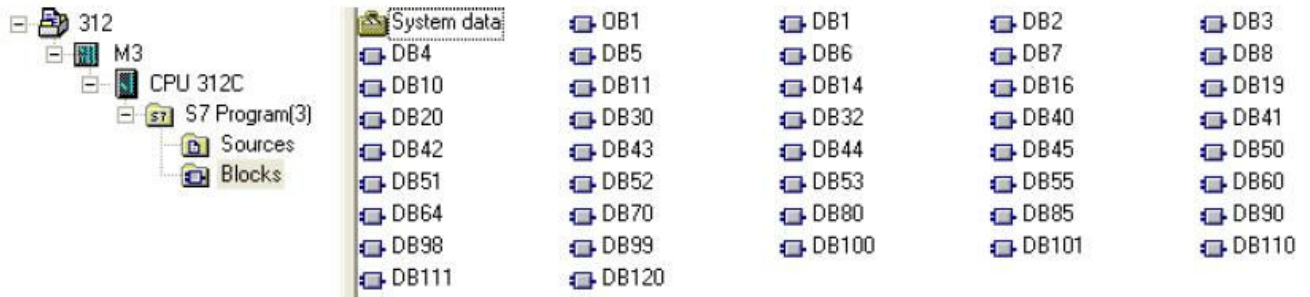 312
M3
CPU 312C
S7 Program(3)
Sources
Blocks
System data OB1 DB1 DB2 DB3
DB4 DB5 DB6 DB7 DB8
DB10 DB11 DB14 DB16 DB19
DB20 DB30 DB32 DB40 DB41
DB42 DB43 DB44 DB45 DB50
DB51 DB52 DB53 DB55 DB60
DB64 DB70 DB80 DB85 DB90
DB98 DB99 DB100 DB101 DB110
DB111 DB120